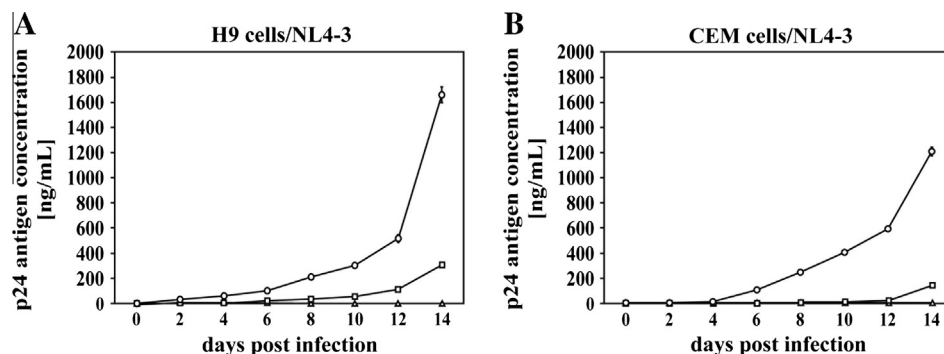 A
H9 cells/NL4-3
p24 antigen concentration
[ng/mL]
2000
1800
1600
1400
1200
1000
800
600
400
200
0
0 2 4 6 8 10 12 14
days post infection
B
CEM cells/NL4-3
p24 antigen concentration
[ng/mL]
2000
1800
1600
1400
1200
1000
800
600
400
200
0
0 2 4 6 8 10 12 14
days post infection